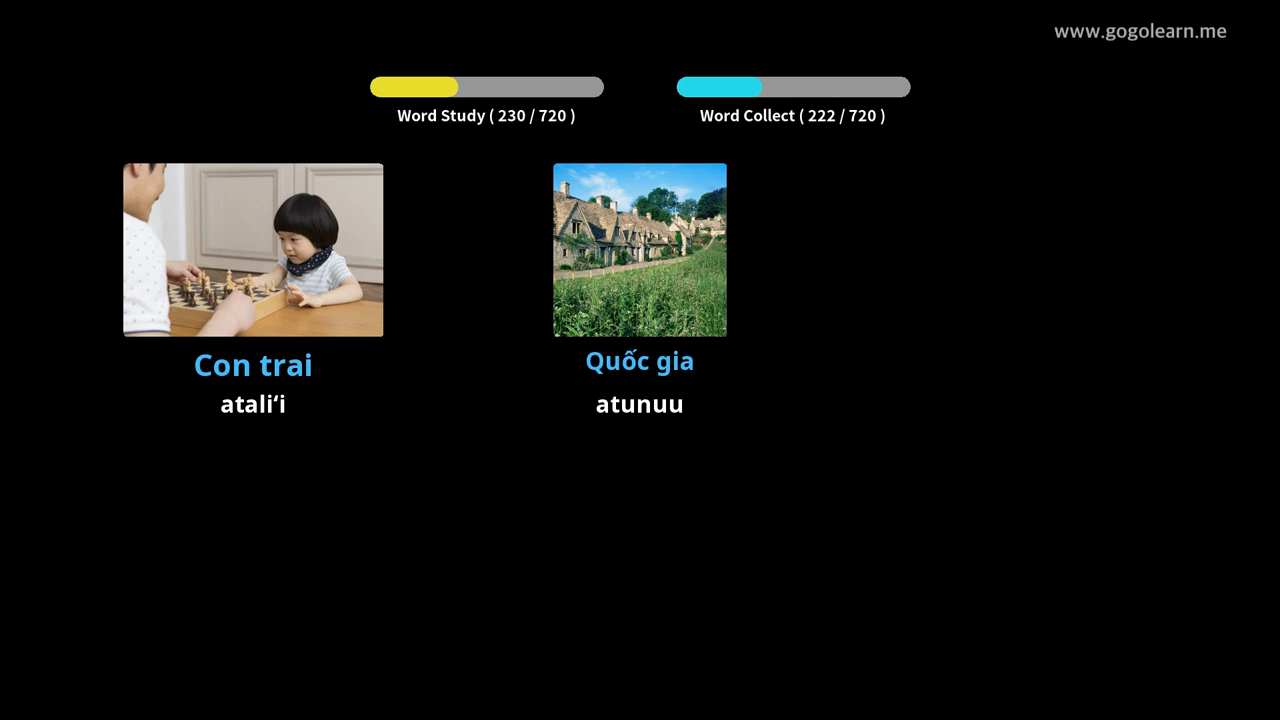 www.gogolearn.me
Word Study ( 230 / 720 )
Word Collect ( 222 / 720 )
Con trai
Quốc gia
atali‘i
atunuu